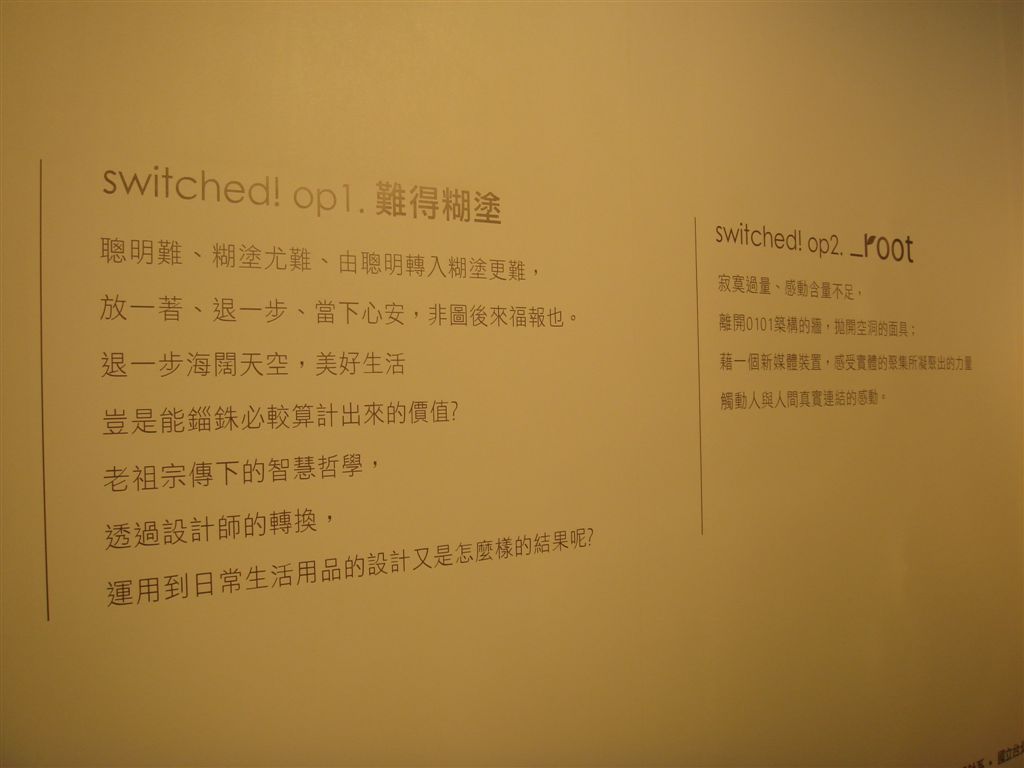 switched! op1. 難得糊塗
聰明難、糊塗尤難、由聰明轉入糊塗更難，
放一著、退一步、當下心安，非圖後來福報也。
退一步海闊天空，美好生活
豈是能錙銖必較算計出來的價值?
老祖宗傳下的智慧哲學，
透過設計師的轉換，
運用到日常生活用品的設計又是怎麼樣的結果呢?
switched! op2. _root
寂寞過量、感動含量不足，
離開0101築構的牆，拋開空洞的面具；
藉一個新媒體裝置，感受實體的聚集所凝聚出的力量
觸動人與人間真實連結的感動。
計系・國立台北